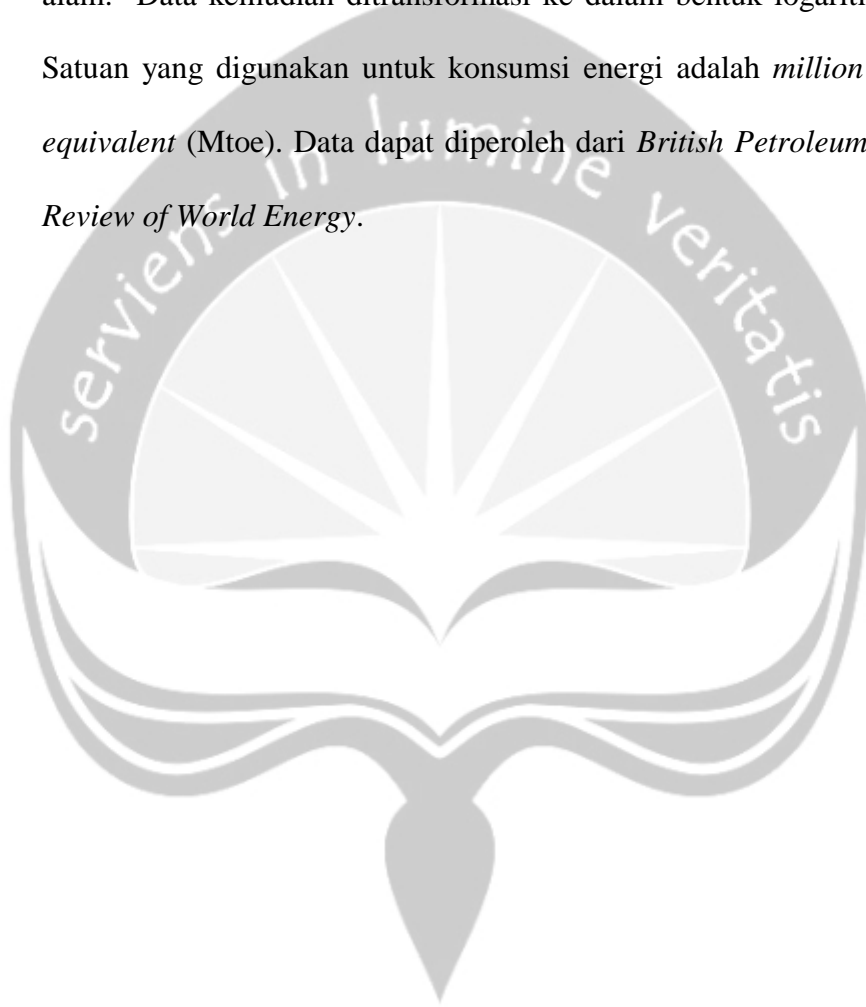 alam. Data kemudian ditransformasi ke dalam bentuk logariti
Satuan yang digunakan untuk konsumsi energi adalah million
equivalent (Mtoe). Data dapat diperoleh dari British Petroleum
Review of World Energy.
serviens in lumine veritatis